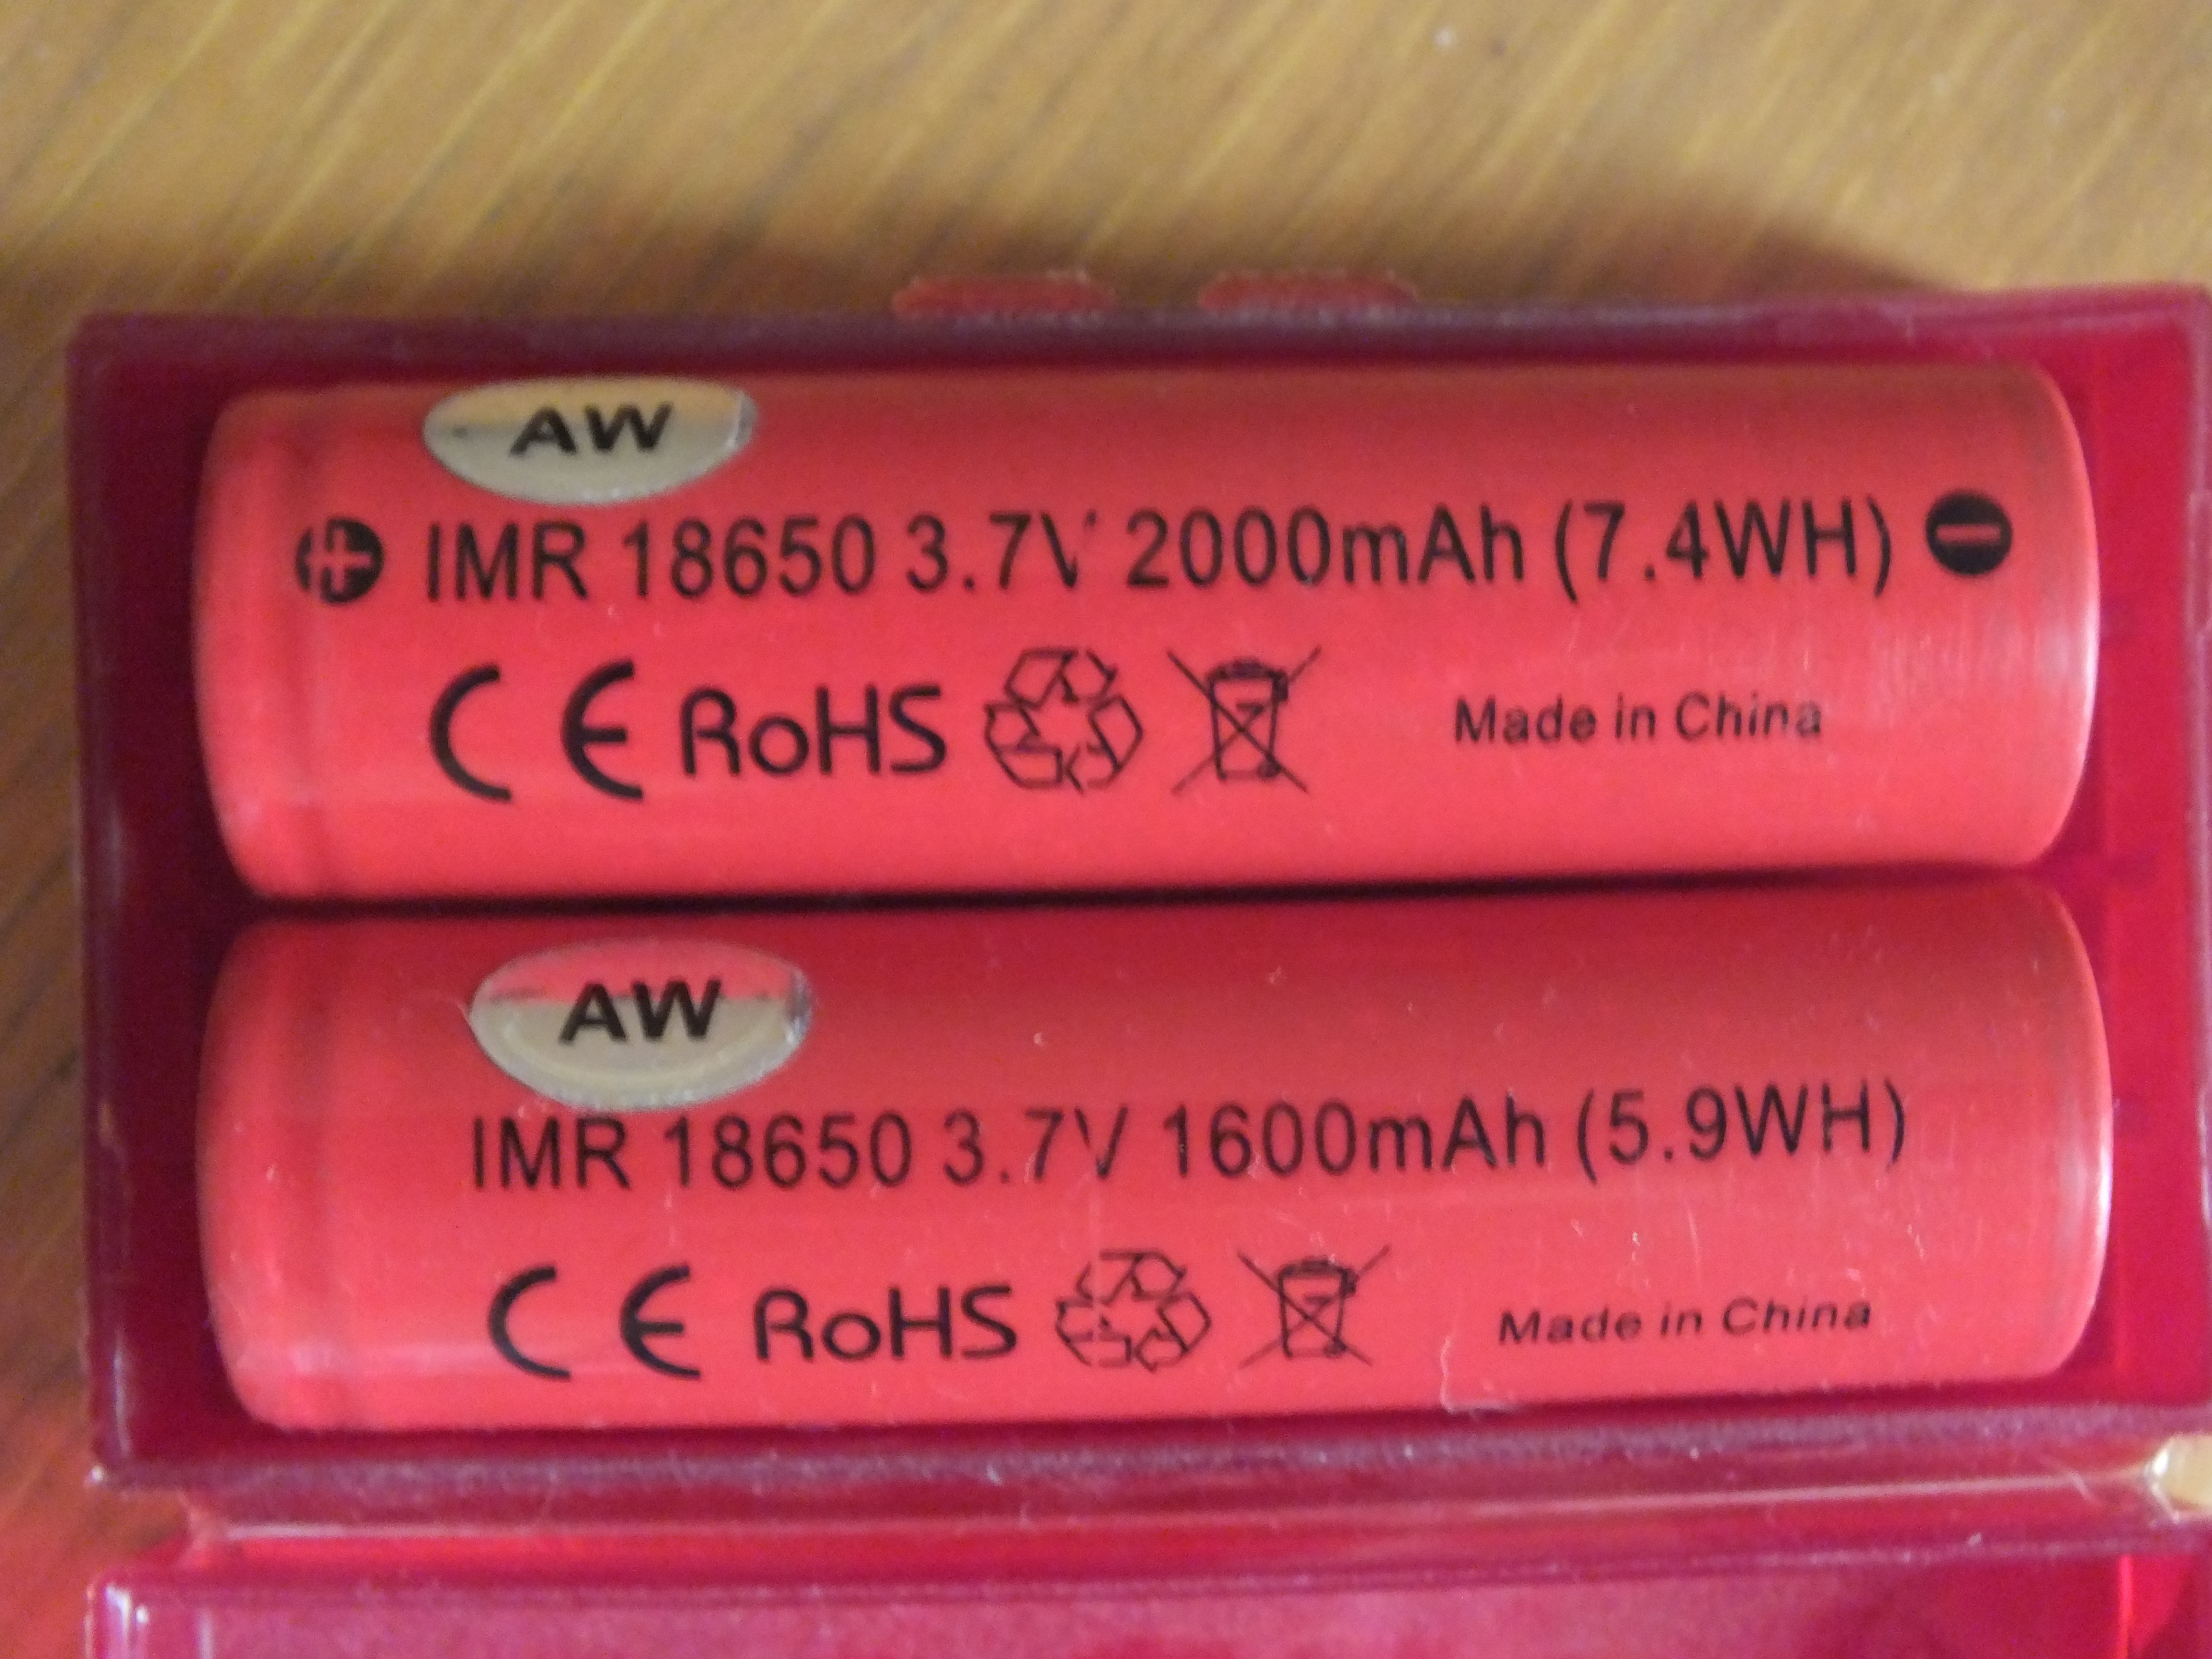 AW
IMR 18650 3.7V 2000mAh (7.4WH)
CE RoHS Made in China
AW
IMR 18650 3.7V 1600mAh (5.9WH)
CE RoHS Made in China